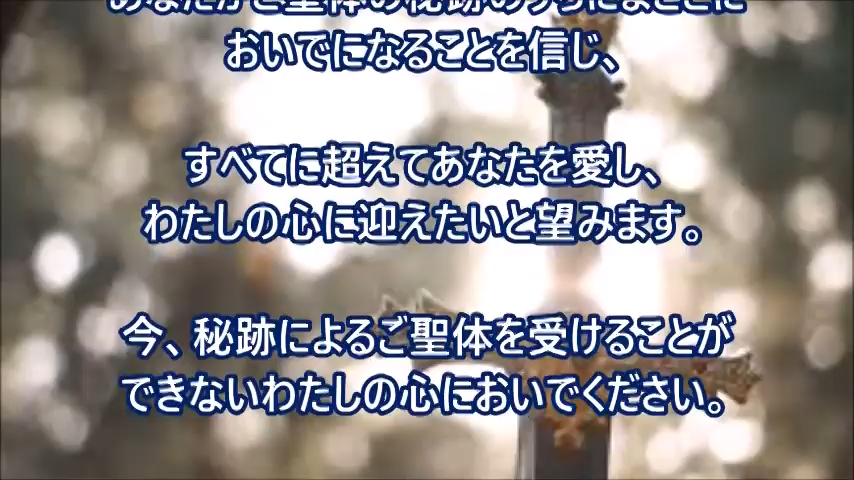 あなたがご聖体の秘跡のうちにまことに
おいでになることを信じ、
すべてに超えてあなたを愛し、
わたしの心に迎えたいと望みます。
今、秘跡によるご聖体を受けることが
できないわたしの心においでください。